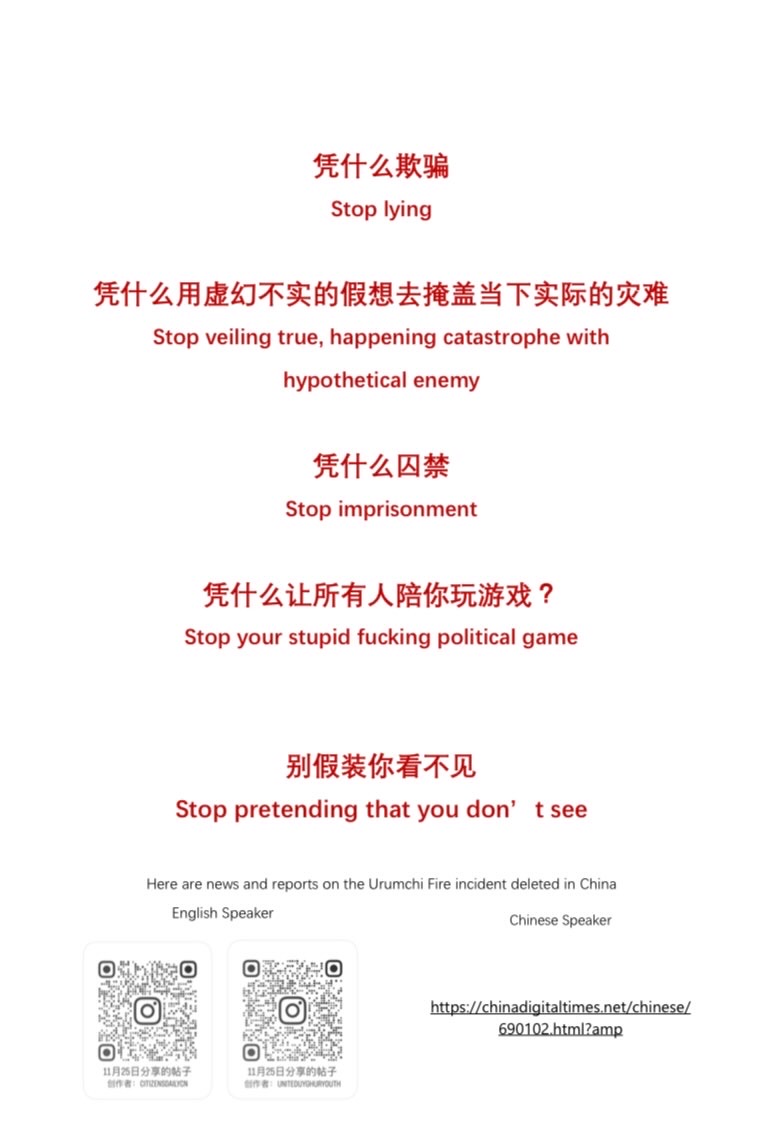 凭什么欺骗
Stop lying
凭什么用虚幻不实的假想去掩盖当下实际的灾难
Stop veiling true, happening catastrophe with
hypothetical enemy
凭什么囚禁
Stop imprisonment
凭什么让所有人陪你玩游戏？
Stop your stupid fucking political game
别假装你看不见
Stop pretending that you don’t see
Here are news and reports on the Urumchi Fire incident deleted in China
English Speaker
Chinese Speaker
11月25日分享的帖子
创作者：CITIZENSDAILYCN
11月25日分享的帖子
创作者：UNITEDUYGHURYOUTH
https://chinadigitaltimes.net/chinese/
690102.html?amp